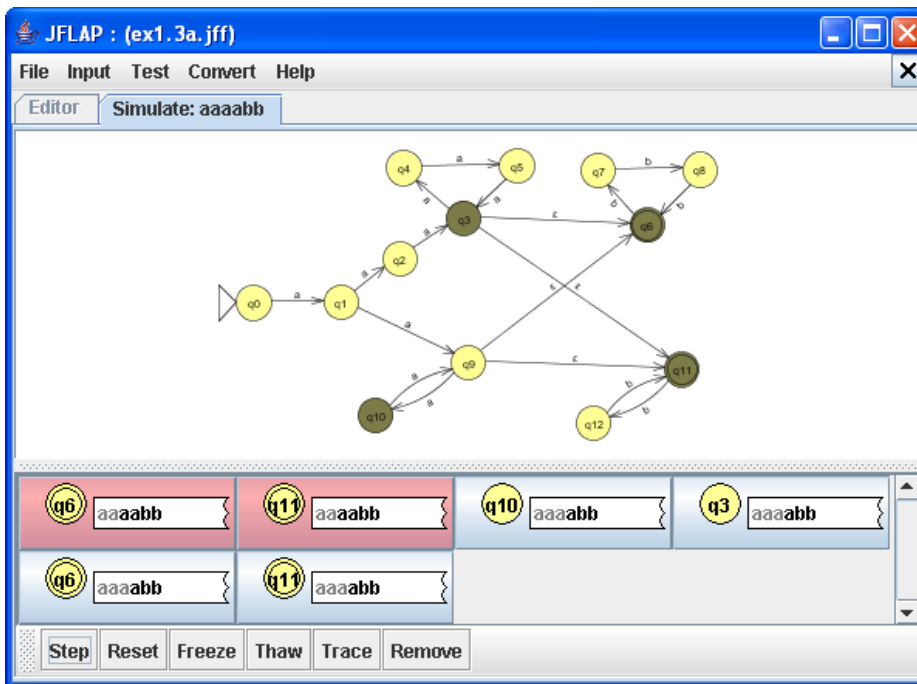 JFLAP : (ex1.3a.jff)
File Input Test Convert Help
Editor Simulate: aaaabb
q4 a q5 q7 b q8
a a b b
q3 ε q6
a
q2
a
q0 a q1 ε ε
a
q9 ε q11
a a b b
q10 q12
q6 aaaabb q11 aaaabb q10 aaaabb q3 aaaabb
q6 aaaabb q11 aaaabb
Step Reset Freeze Thaw Trace Remove